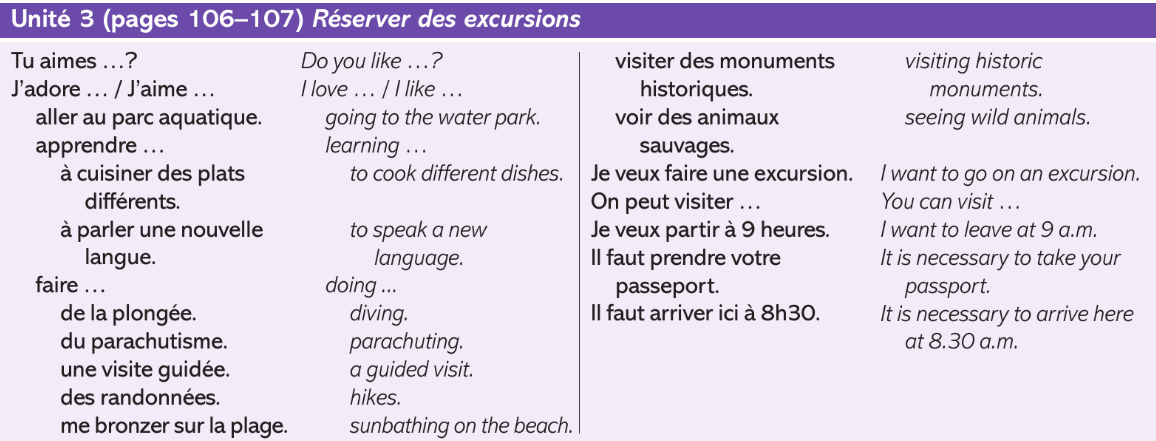 Unité 3 (pages 106–107) Réserver des excursions
Tu aimes …? Do you like …?
J'adore … / J'aime … I love … / I like …
aller au parc aquatique. going to the water park.
apprendre … learning …
à cuisiner des plats to cook different dishes.
différents.
à parler une nouvelle to speak a new
langue. language.
faire … doing ...
de la plongée. diving.
du parachutisme. parachuting.
une visite guidée. a guided visit.
des randonnées. hikes.
me bronzer sur la plage. sunbathing on the beach.
visiter des monuments visiting historic
historiques. monuments.
voir des animaux seeing wild animals.
sauvages.
Je veux faire une excursion. I want to go on an excursion.
On peut visiter … You can visit …
Je veux partir à 9 heures. I want to leave at 9 a.m.
Il faut prendre votre It is necessary to take your
passeport. passport.
Il faut arriver ici à 8h30. It is necessary to arrive here
at 8.30 a.m.